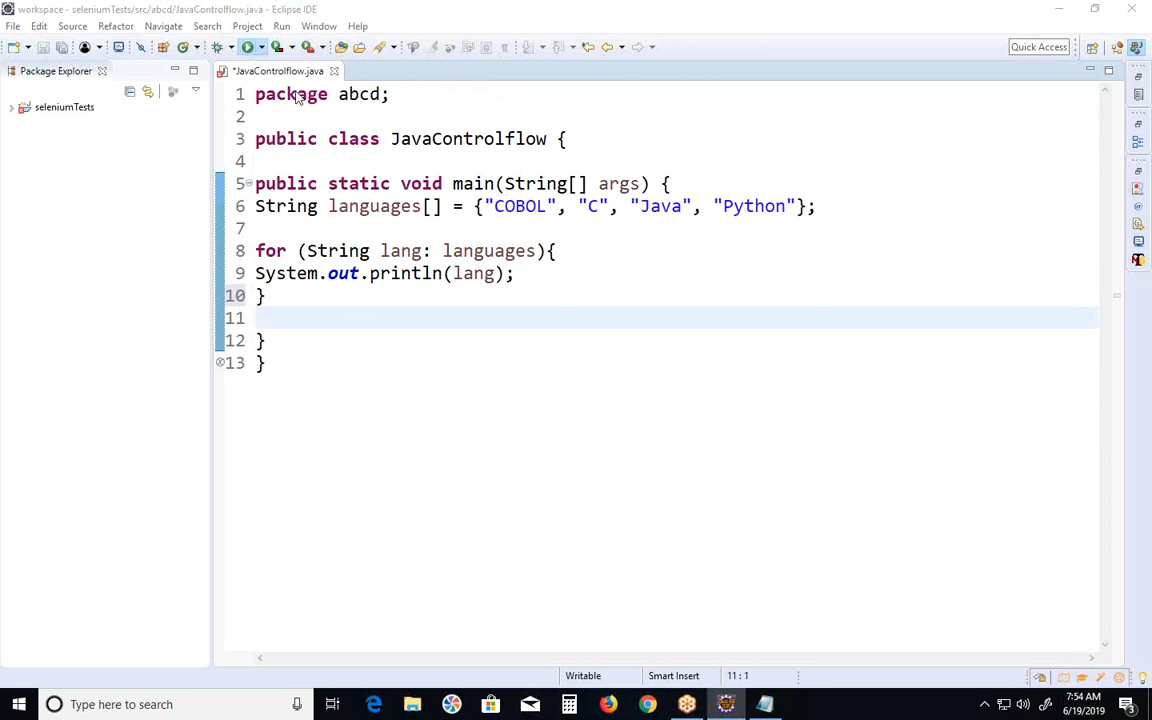 workspace - seleniumTests/src/abcd/JavaControlflow.java - Eclipse IDE
File Edit Source Refactor Navigate Search Project Run Window Help
Quick Access
Package Explorer
*JavaControlflow.java
seleniumTests
1 package abcd;
2
3 public class JavaControlflow {
4
5 public static void main(String[] args) {
6 String languages[] = {"COBOL", "C", "Java", "Python"};
7
8 for (String lang: languages){
9 System.out.println(lang);
10 }
11
12 }
13 }
Writable Smart Insert 11 : 1
Type here to search
7:54 AM
6/19/2019
3